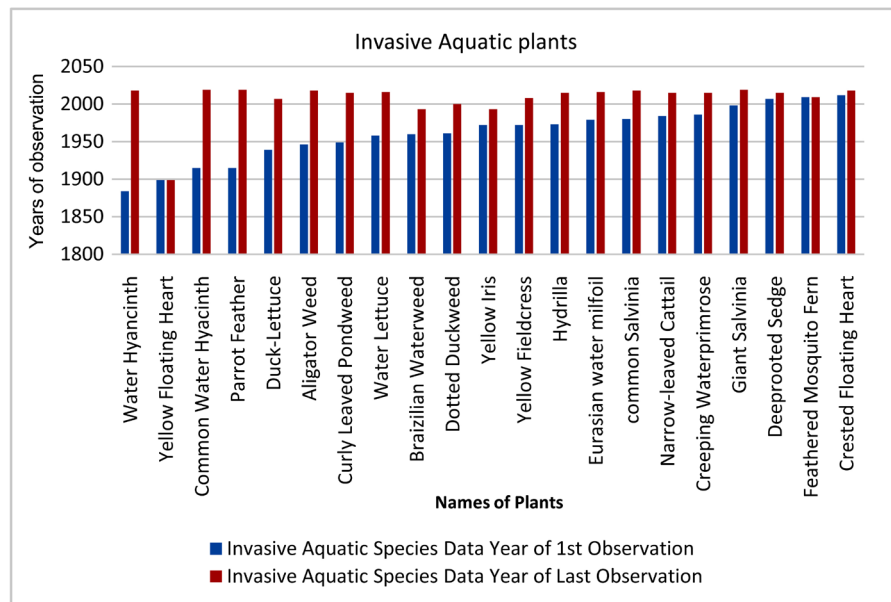 Invasive Aquatic plants
Years of observation
2050
2000
1950
1900
1850
1800
Water Hyancinth
Yellow Floating Heart
Common Water Hyacinth
Parrot Feather
Duck-Lettuce
Aligator Weed
Curly Leaved Pondweed
Water Lettuce
Braizilian Waterweed
Dotted Duckweed
Yellow Iris
Yellow Fieldcress
Hydrilla
Eurasian water milfoil
common Salvinia
Narrow-leaved Cattail
Creeping Waterprimrose
Giant Salvinia
Deeprooted Sedge
Feathered Mosquito Fern
Crested Floating Heart
Names of Plants
Invasive Aquatic Species Data Year of 1st Observation
Invasive Aquatic Species Data Year of Last Observation